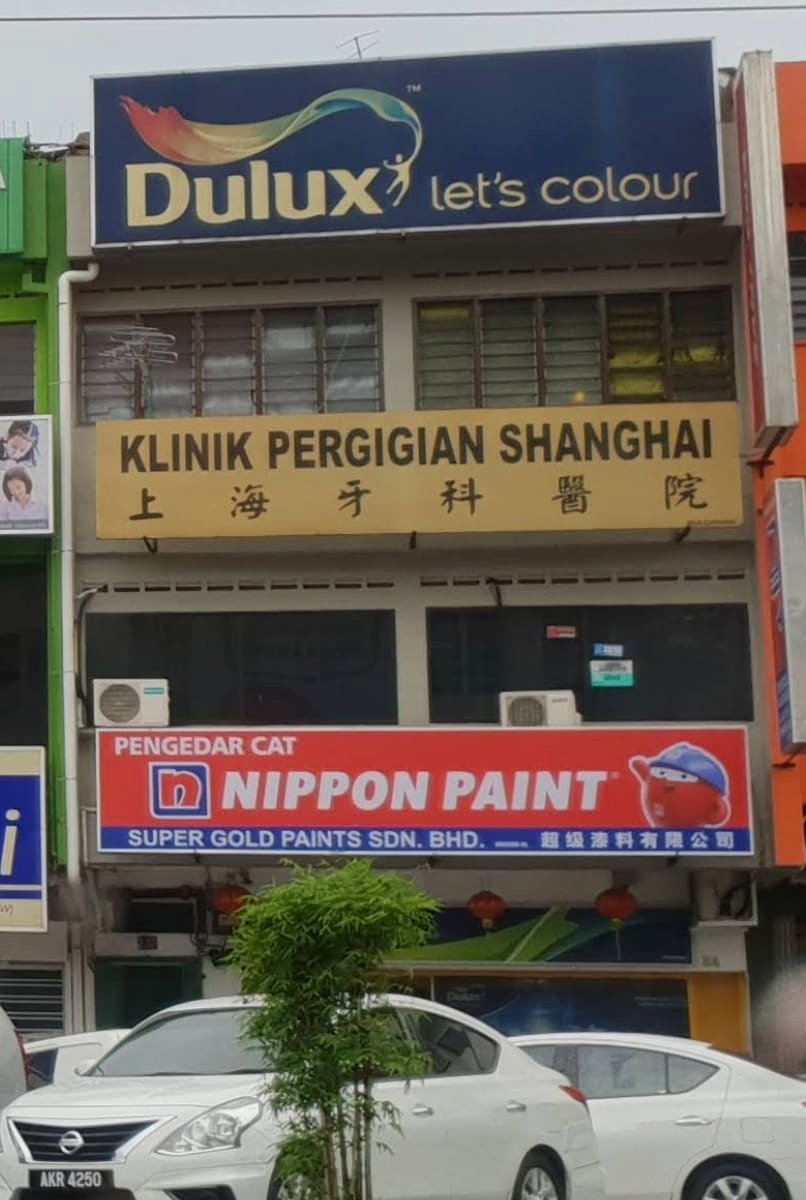 Dulux™ let's colour
KLINIK PERGIGIAN SHANGHAI
上海牙科醫院
PENGEDAR CAT
n NIPPON PAINT
SUPER GOLD PAINTS SDN. BHD. 超级漆料有限公司
Dulux
AKR 4250